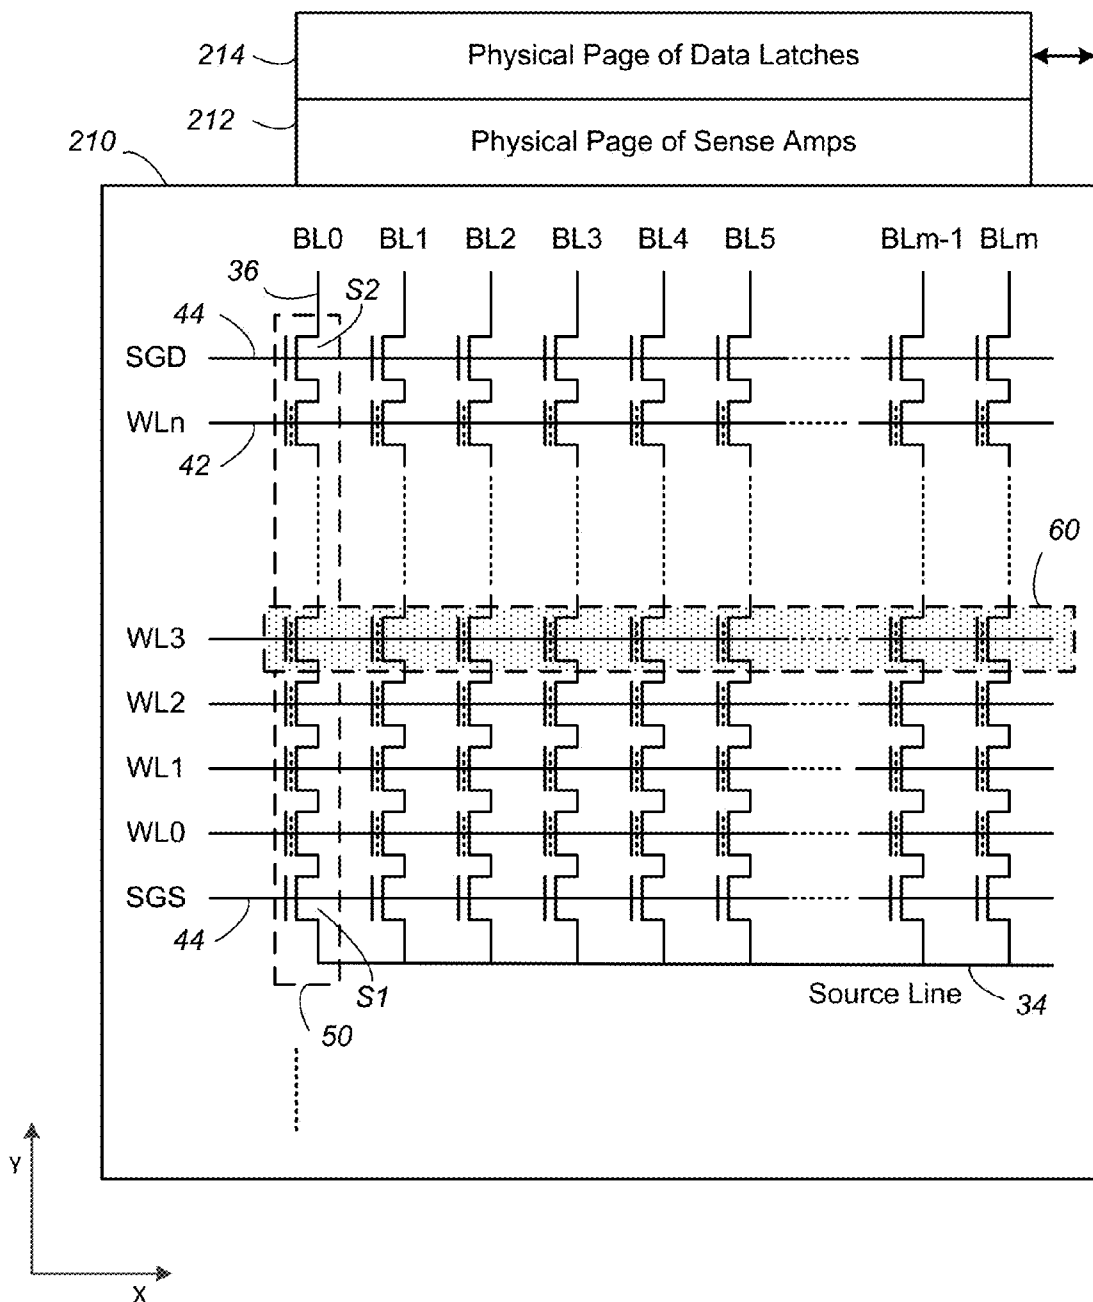 214
Physical Page of Data Latches
212
Physical Page of Sense Amps
210
BL0 BL1 BL2 BL3 BL4 BL5 BLm-1 BLm
36
S2
44
SGD
WLn
42
60
WL3
WL2
WL1
WL0
SGS
44
S1
Source Line
34
50
Y
X